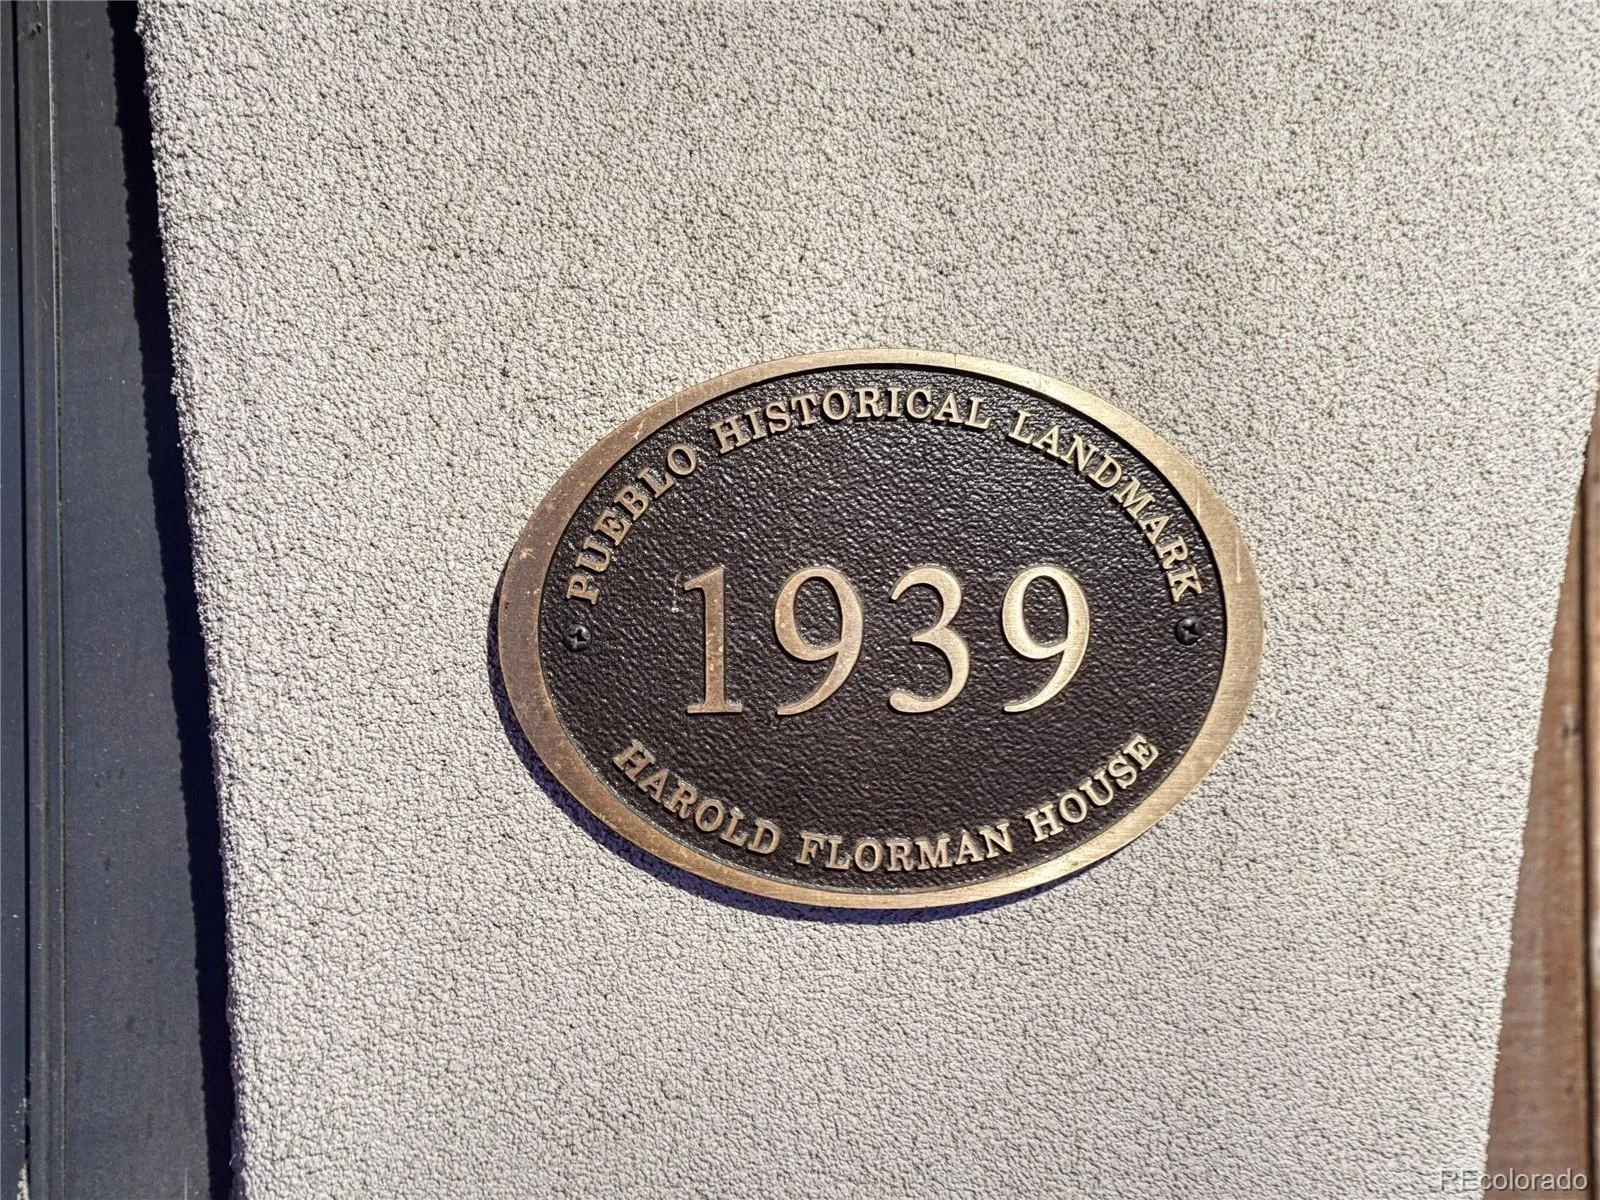 PUEBLO HISTORICAL LANDMARK
1939
HAROLD FLORMAN HOUSE
REcolorado